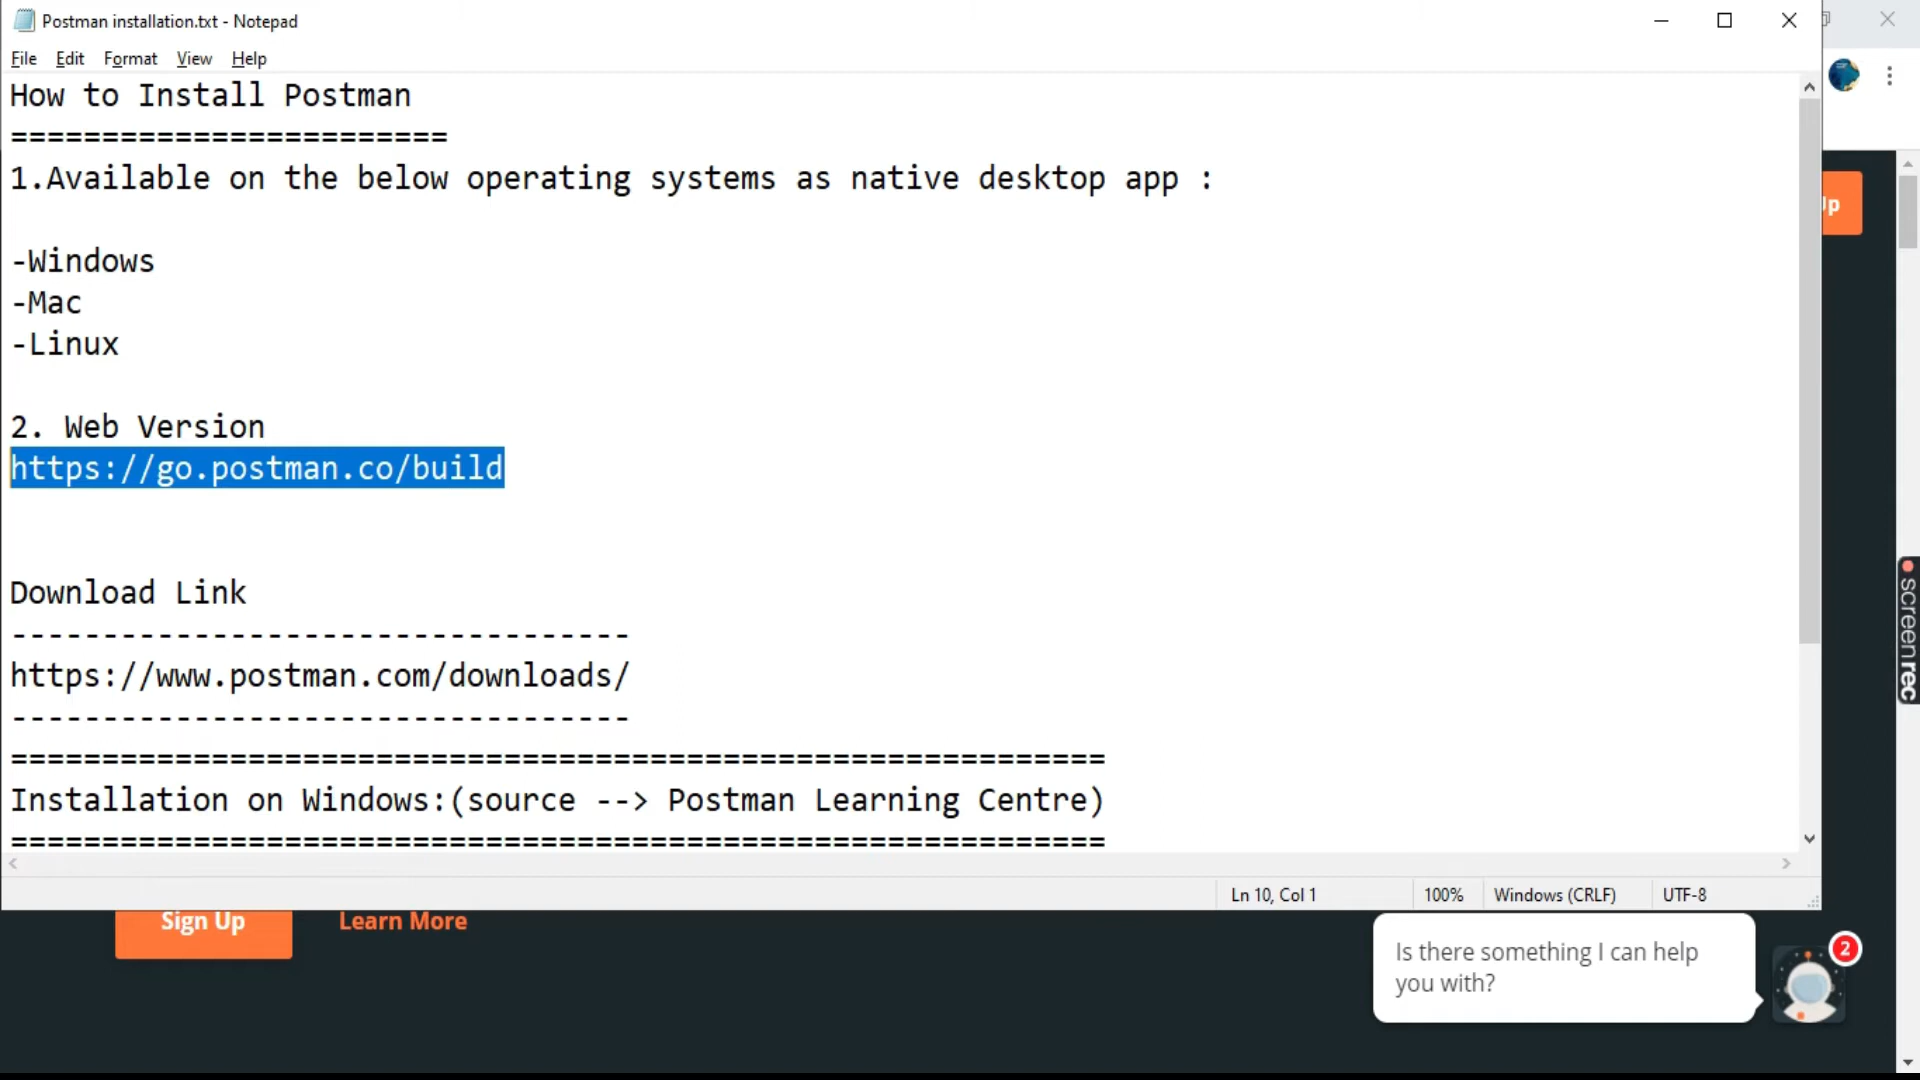 Postman installation.txt - Notepad
File Edit Format View Help
How to Install Postman
========================
1.Available on the below operating systems as native desktop app :
-Windows
-Mac
-Linux
2. Web Version
https://go.postman.co/build
Download Link
----------------------------------
https://www.postman.com/downloads/
----------------------------------
============================================================
Installation on Windows:(source --> Postman Learning Centre)
============================================================
Ln 10, Col 1 100% Windows (CRLF) UTF-8
Sign Up Learn More
Is there something I can help
you with?
2
screenrec